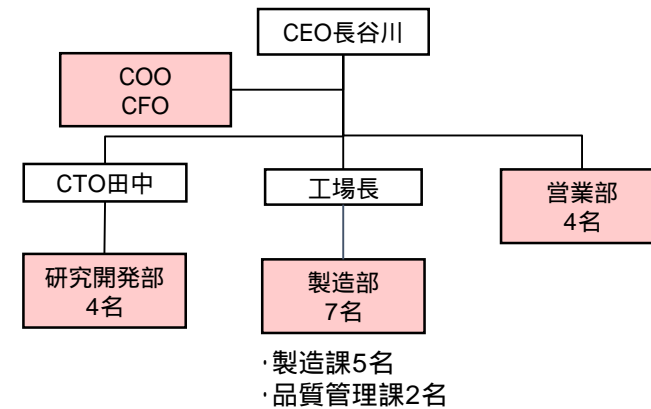 CEO長谷川
COO
CFO
CTO田中
工場長
営業部
4名
研究開発部
4名
製造部
7名
・製造課5名
・品質管理課2名